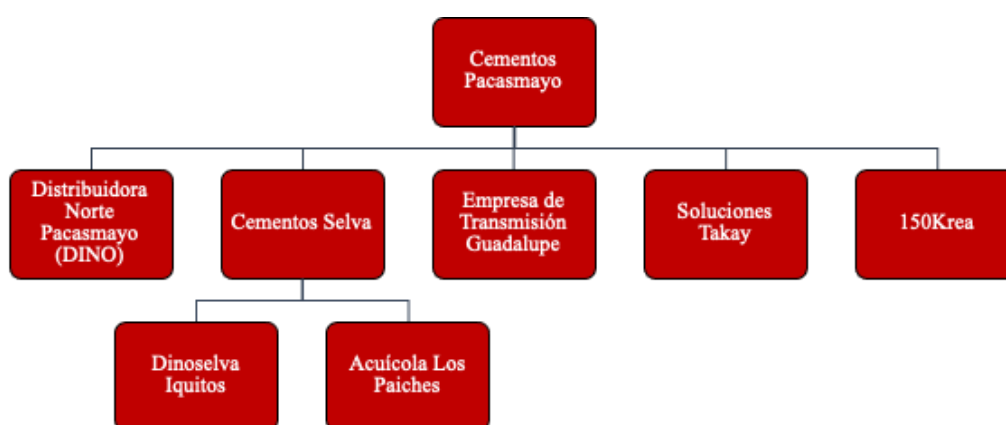 Cementos
Pacasmayo
Distribuidora
Norte
Pacasmayo
(DINO)
Cementos Selva
Empresa de
Transmisión
Guadalupe
Soluciones
Takay
150Krea
Dinoselva
Iquitos
Acuícola Los
Paiches